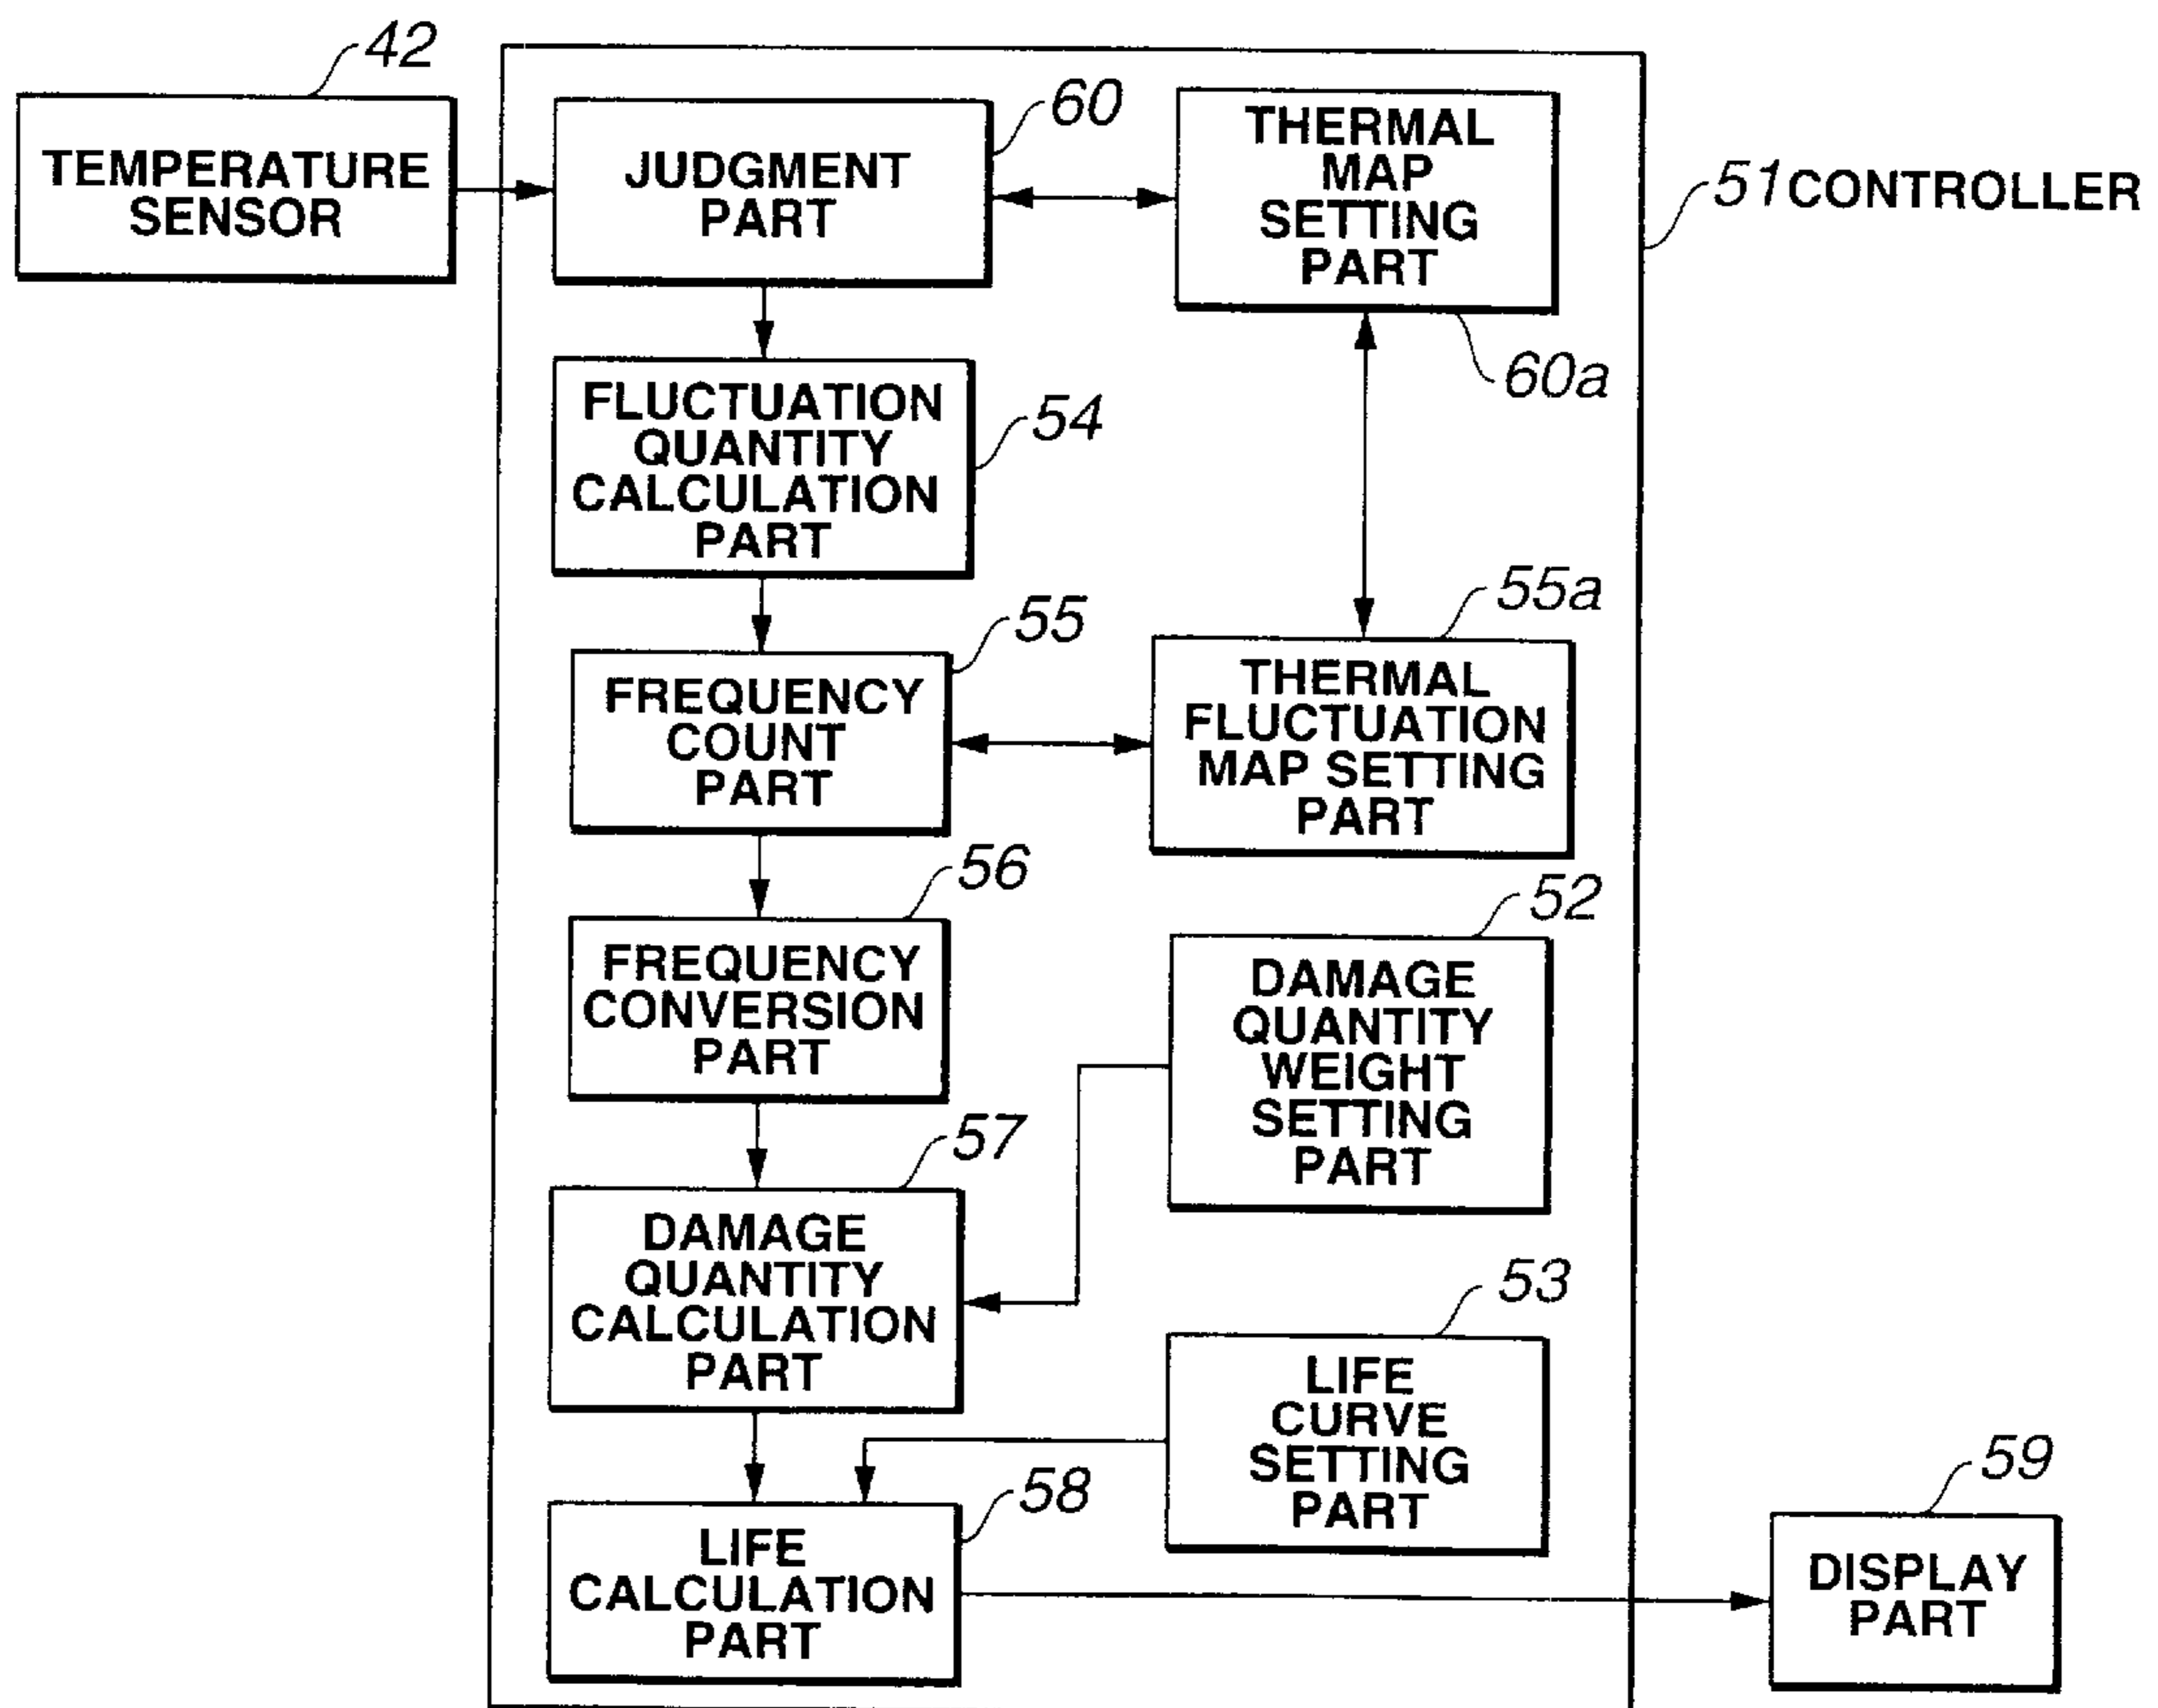 42
TEMPERATURE
SENSOR
60
JUDGMENT
PART
THERMAL
MAP
SETTING
PART
60a
51 CONTROLLER
FLUCTUATION
QUANTITY
CALCULATION
PART
54
55
FREQUENCY
COUNT
PART
55a
THERMAL
FLUCTUATION
MAP SETTING
PART
56
FREQUENCY
CONVERSION
PART
52
DAMAGE
QUANTITY
WEIGHT
SETTING
PART
57
DAMAGE
QUANTITY
CALCULATION
PART
53
LIFE
CURVE
SETTING
PART
58
LIFE
CALCULATION
PART
59
DISPLAY
PART